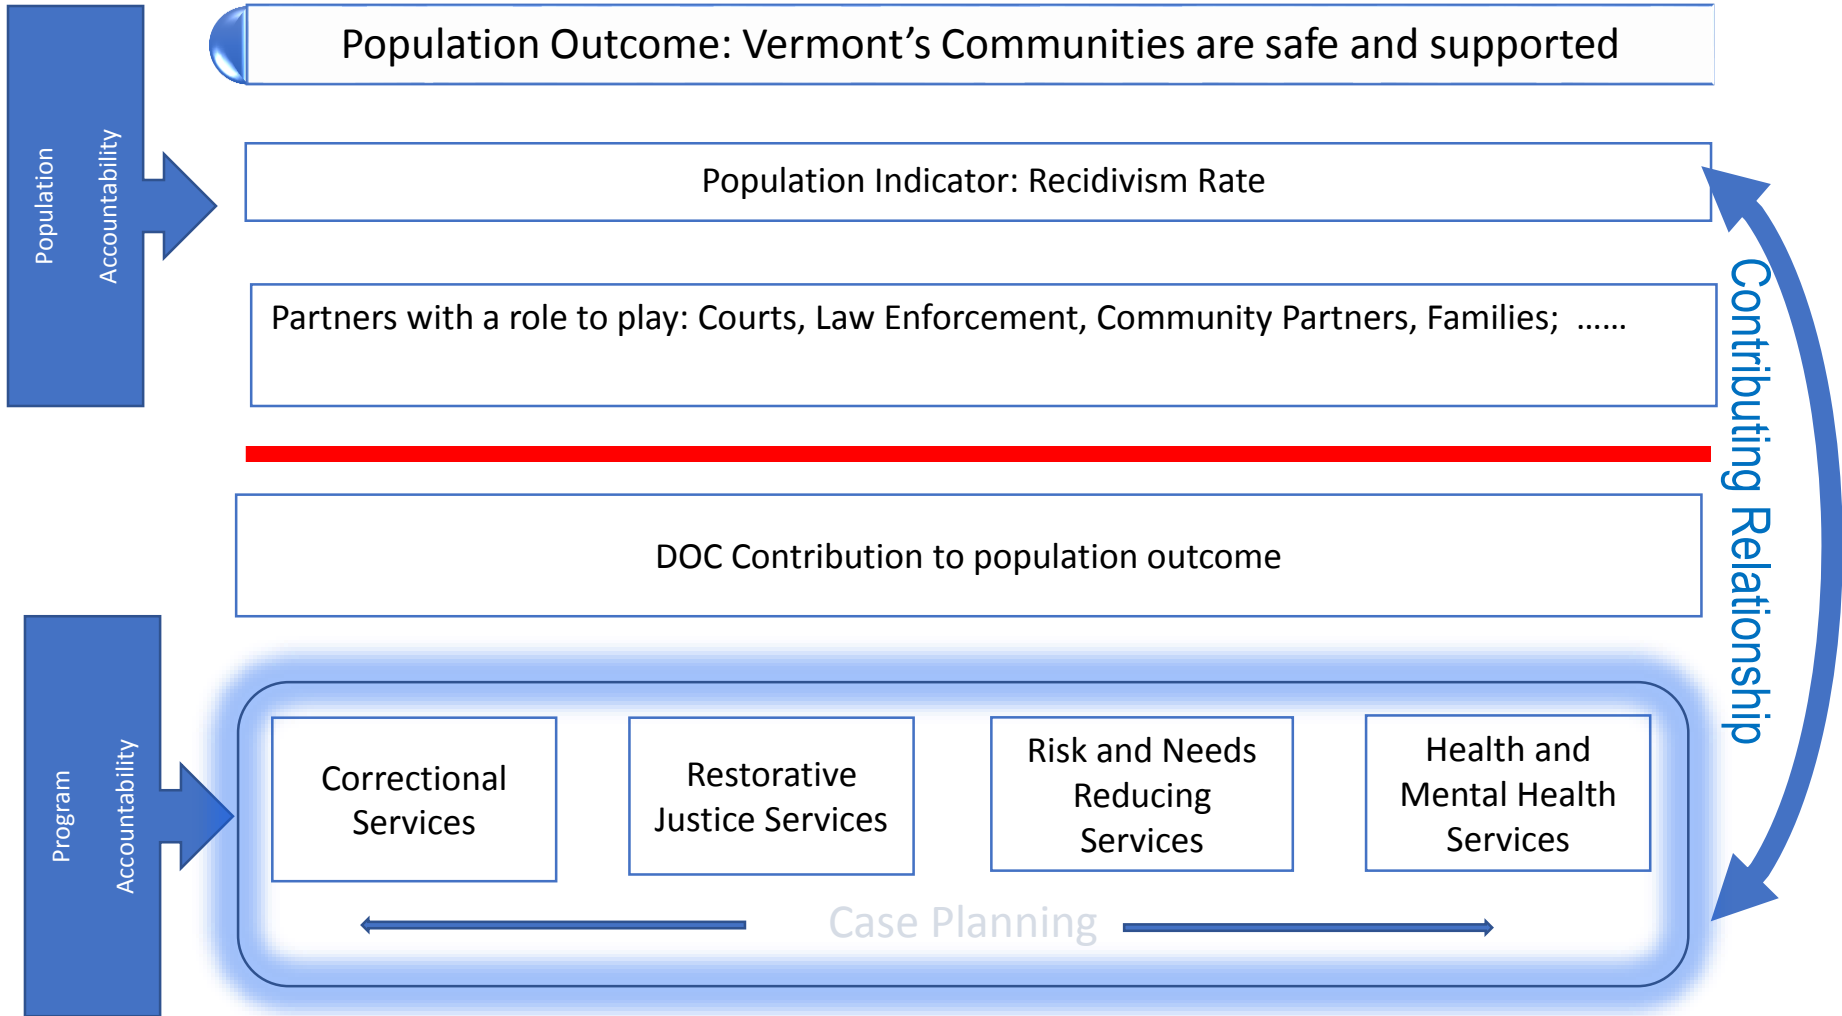 Population Outcome: Vermont’s Communities are safe and supported
Population
Accountability
Population Indicator: Recidivism Rate
Partners with a role to play: Courts, Law Enforcement, Community Partners, Families;  ……
Contributing Relationship
DOC Contribution to population outcome
Program
Accountability
Correctional
Services
Restorative
Justice Services
Risk and Needs
Reducing
Services
Health and
Mental Health
Services
Case Planning